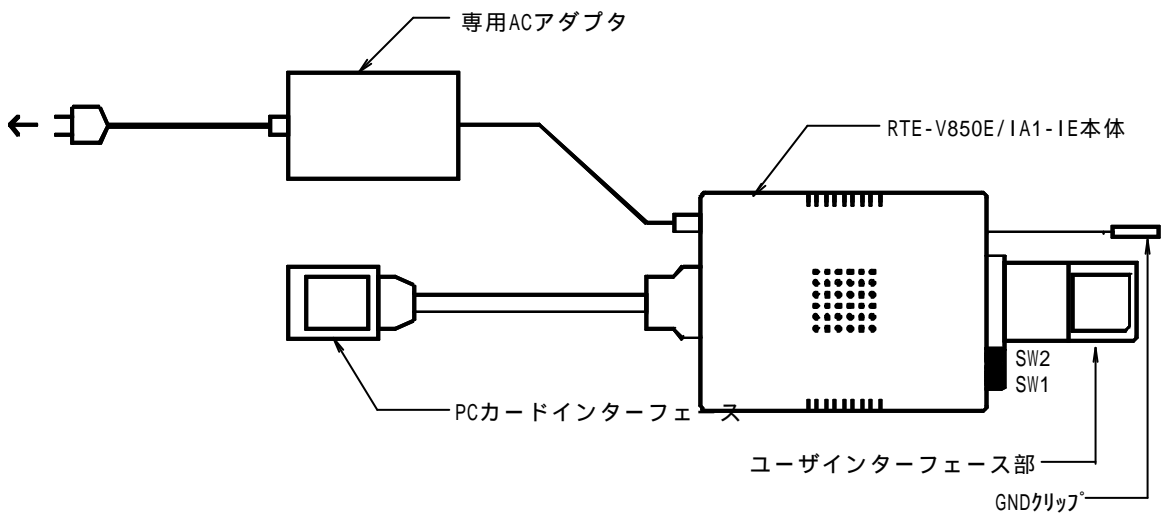 専用ACアダプタ
RTE-V850E/IA1-IE本体
SW2
SW1
PCカードインターフェース
ユーザインターフェース部
GNDｸﾘｯﾌﾟ